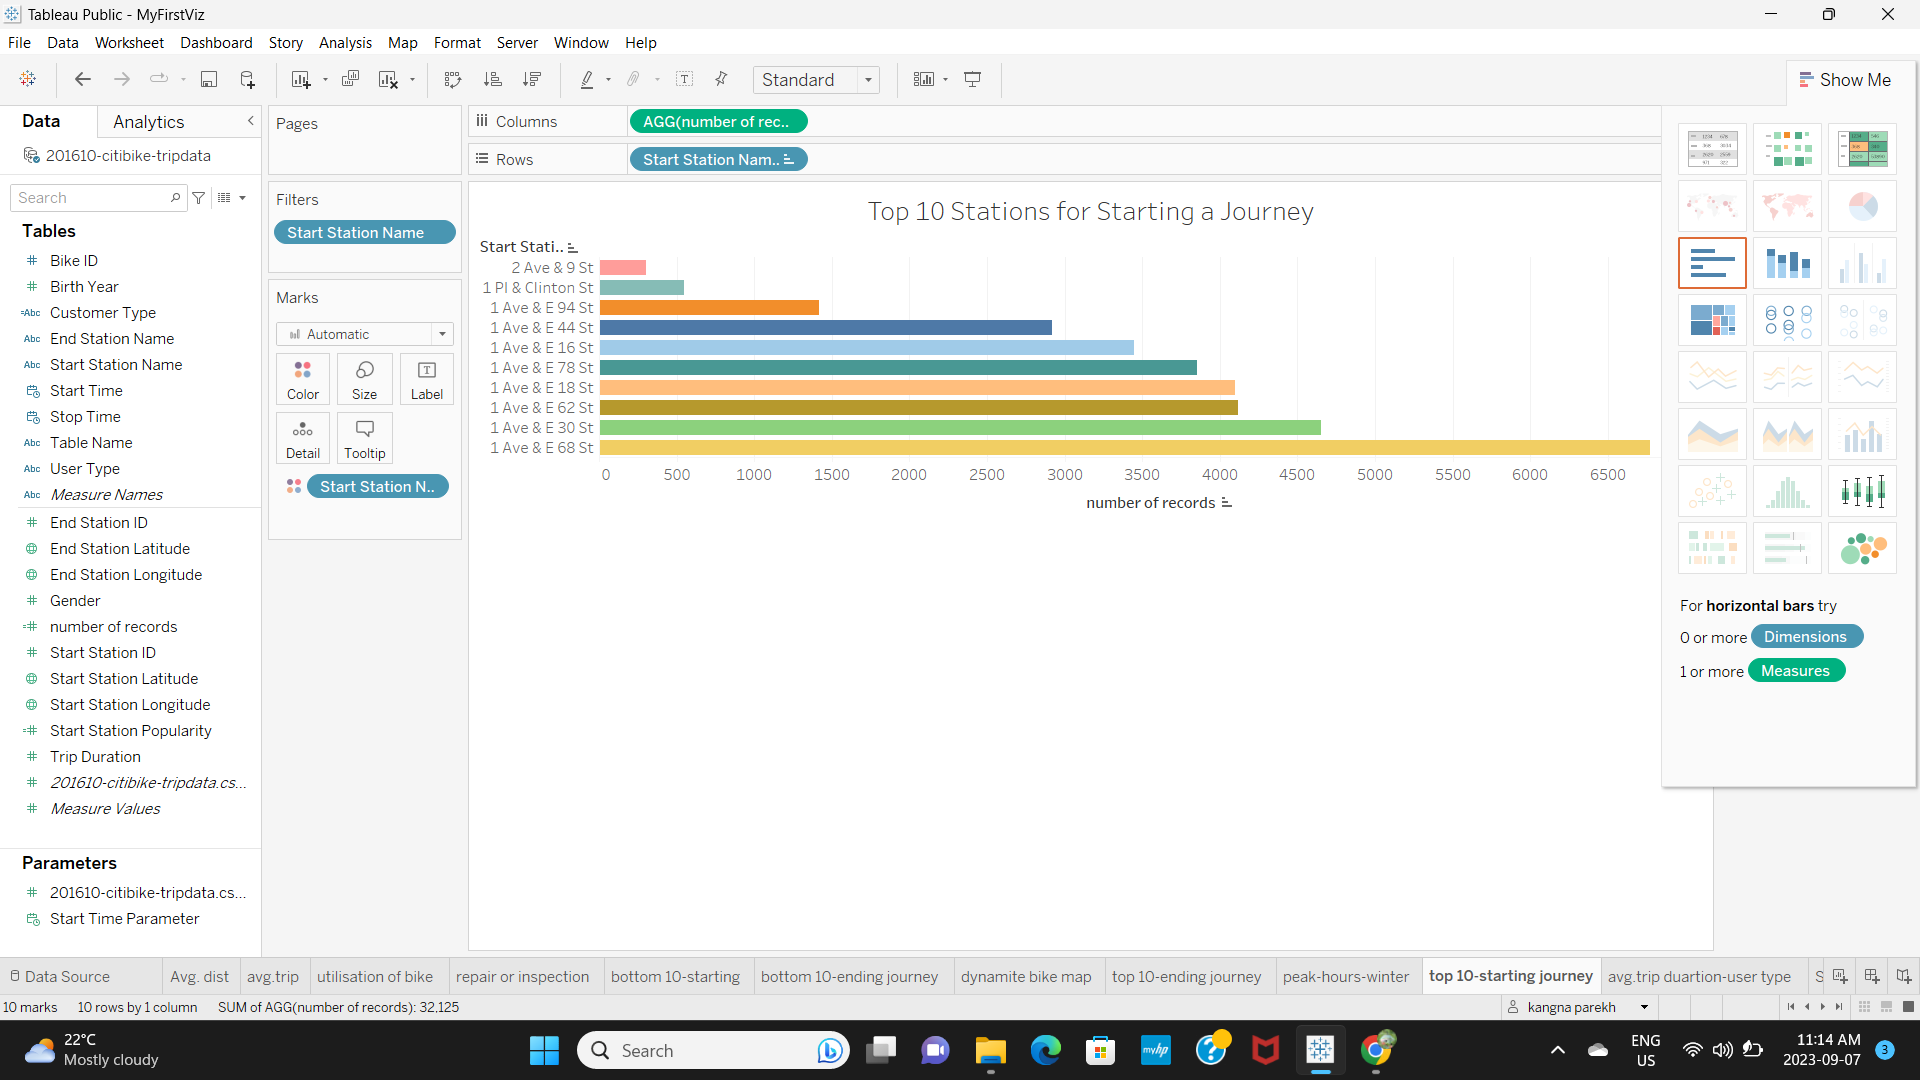 Tableau Public - MyFirstViz
File Data Worksheet Dashboard Story Analysis Map Format Server Window Help
Standard
Show Me
Data Analytics
201610-citibike-tripdata
Search
Tables
# Bike ID
# Birth Year
=Abc Customer Type
Abc End Station Name
Abc Start Station Name
Start Time
Stop Time
Abc Table Name
Abc User Type
Abc Measure Names
# End Station ID
End Station Latitude
End Station Longitude
# Gender
=# number of records
# Start Station ID
Start Station Latitude
Start Station Longitude
=# Start Station Popularity
# Trip Duration
# 201610-citibike-tripdata.cs...
# Measure Values
Parameters
# 201610-citibike-tripdata.cs...
Start Time Parameter
Pages
Filters
Start Station Name
Marks
Automatic
Color Size Label
Detail Tooltip
Start Station N..
Columns AGG(number of rec..
Rows Start Station Nam..
Top 10 Stations for Starting a Journey
Start Stati..
2 Ave & 9 St
1 Pl & Clinton St
1 Ave & E 94 St
1 Ave & E 44 St
1 Ave & E 16 St
1 Ave & E 78 St
1 Ave & E 18 St
1 Ave & E 62 St
1 Ave & E 30 St
1 Ave & E 68 St
0 500 1000 1500 2000 2500 3000 3500 4000 4500 5000 5500 6000 6500
number of records
For horizontal bars try
0 or more Dimensions
1 or more Measures
Data Source Avg. dist avg.trip utilisation of bike repair or inspection bottom 10-starting bottom 10-ending journey dynamite bike map top 10-ending journey peak-hours-winter top 10-starting journey avg.trip duartion-user type S
10 marks 10 rows by 1 column SUM of AGG(number of records): 32,125
kangna parekh
22°C
Mostly cloudy
Search
myhp
ENG
US
11:14 AM
2023-09-07
3